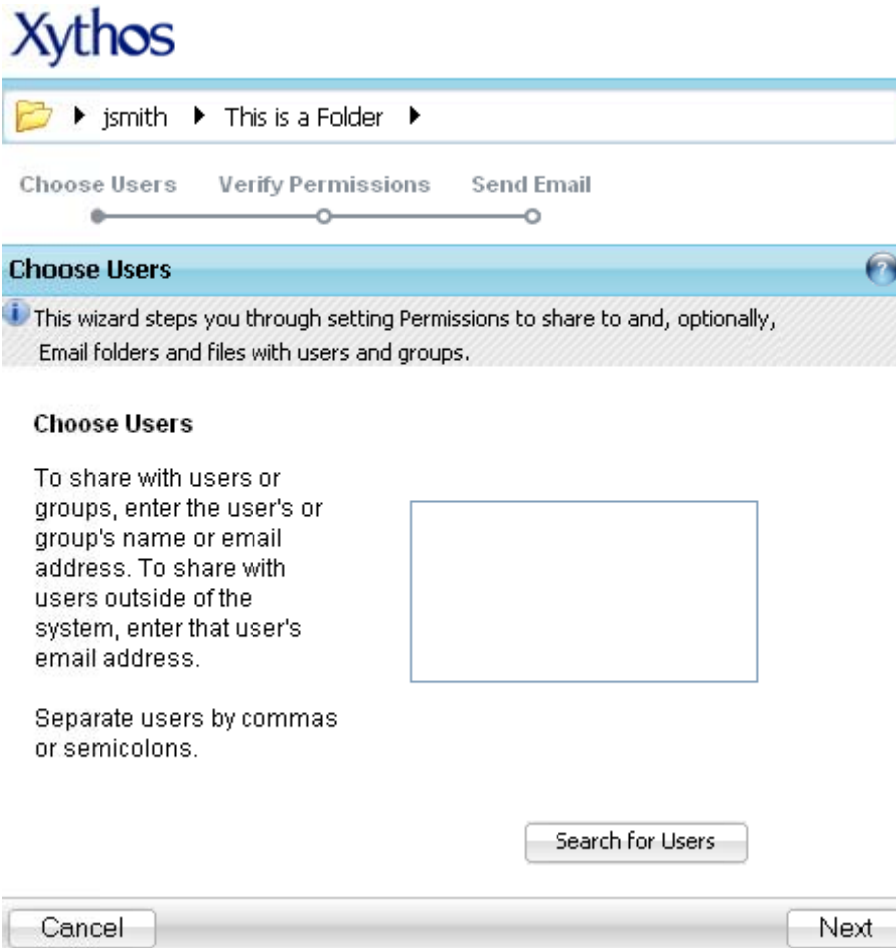 Xythos
jsmith This is a Folder
Choose Users Verify Permissions Send Email
Choose Users ?
i This wizard steps you through setting Permissions to share to and, optionally,
Email folders and files with users and groups.
Choose Users
To share with users or
groups, enter the user's or
group's name or email
address. To share with
users outside of the
system, enter that user's
email address.
Separate users by commas
or semicolons.
Search for Users
Cancel Next